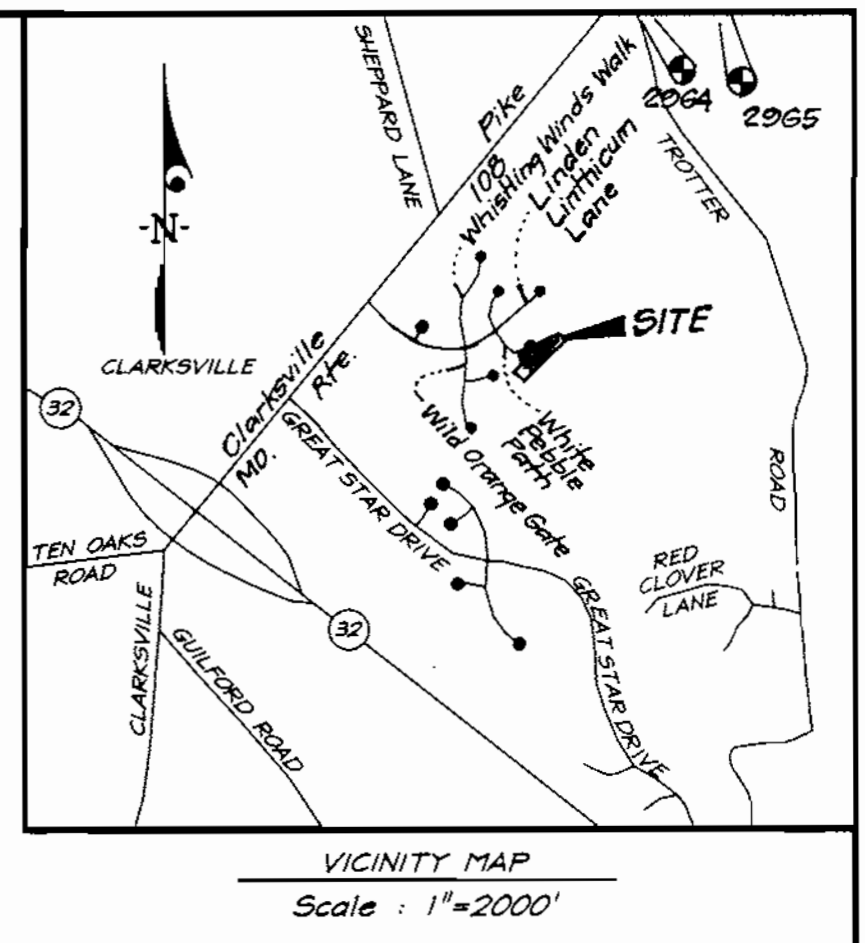 SHEPPARD LANE
Pike
108
Whistling Winds Walk
Linden
Linthicum
Lane
2964
2965
TROTTER
ROAD
-N-
CLARKSVILLE
SITE
32
Clarksville
Rte.
MD.
GREAT STAR DRIVE
Wild Orange Gate
White
Pebble
Path
TEN OAKS
ROAD
CLARKSVILLE
GUILFORD ROAD
32
GREAT STAR DRIVE
RED
CLOVER
LANE
VICINITY MAP
Scale : 1"=2000'